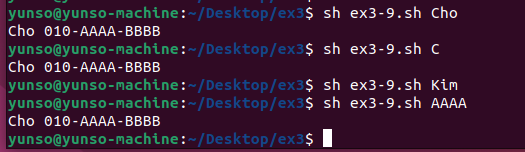 yunso@yunso-machine:~/Desktop/ex3$ sh ex3-9.sh Cho
Cho 010-AAAA-BBBB
yunso@yunso-machine:~/Desktop/ex3$ sh ex3-9.sh C
Cho 010-AAAA-BBBB
yunso@yunso-machine:~/Desktop/ex3$ sh ex3-9.sh Kim
yunso@yunso-machine:~/Desktop/ex3$ sh ex3-9.sh AAAA
Cho 010-AAAA-BBBB
yunso@yunso-machine:~/Desktop/ex3$